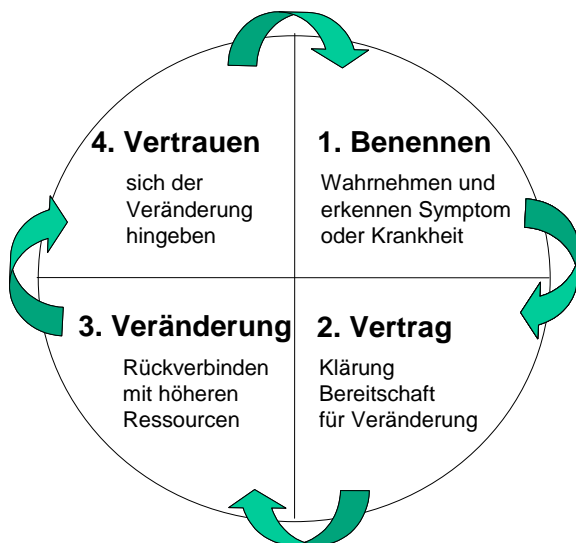 4. Vertrauen
sich der
Veränderung
hingeben
1. Benennen
Wahrnehmen und
erkennen Symptom
oder Krankheit
3. Veränderung
Rückverbinden
mit höheren
Ressourcen
2. Vertrag
Klärung
Bereitschaft
für Veränderung